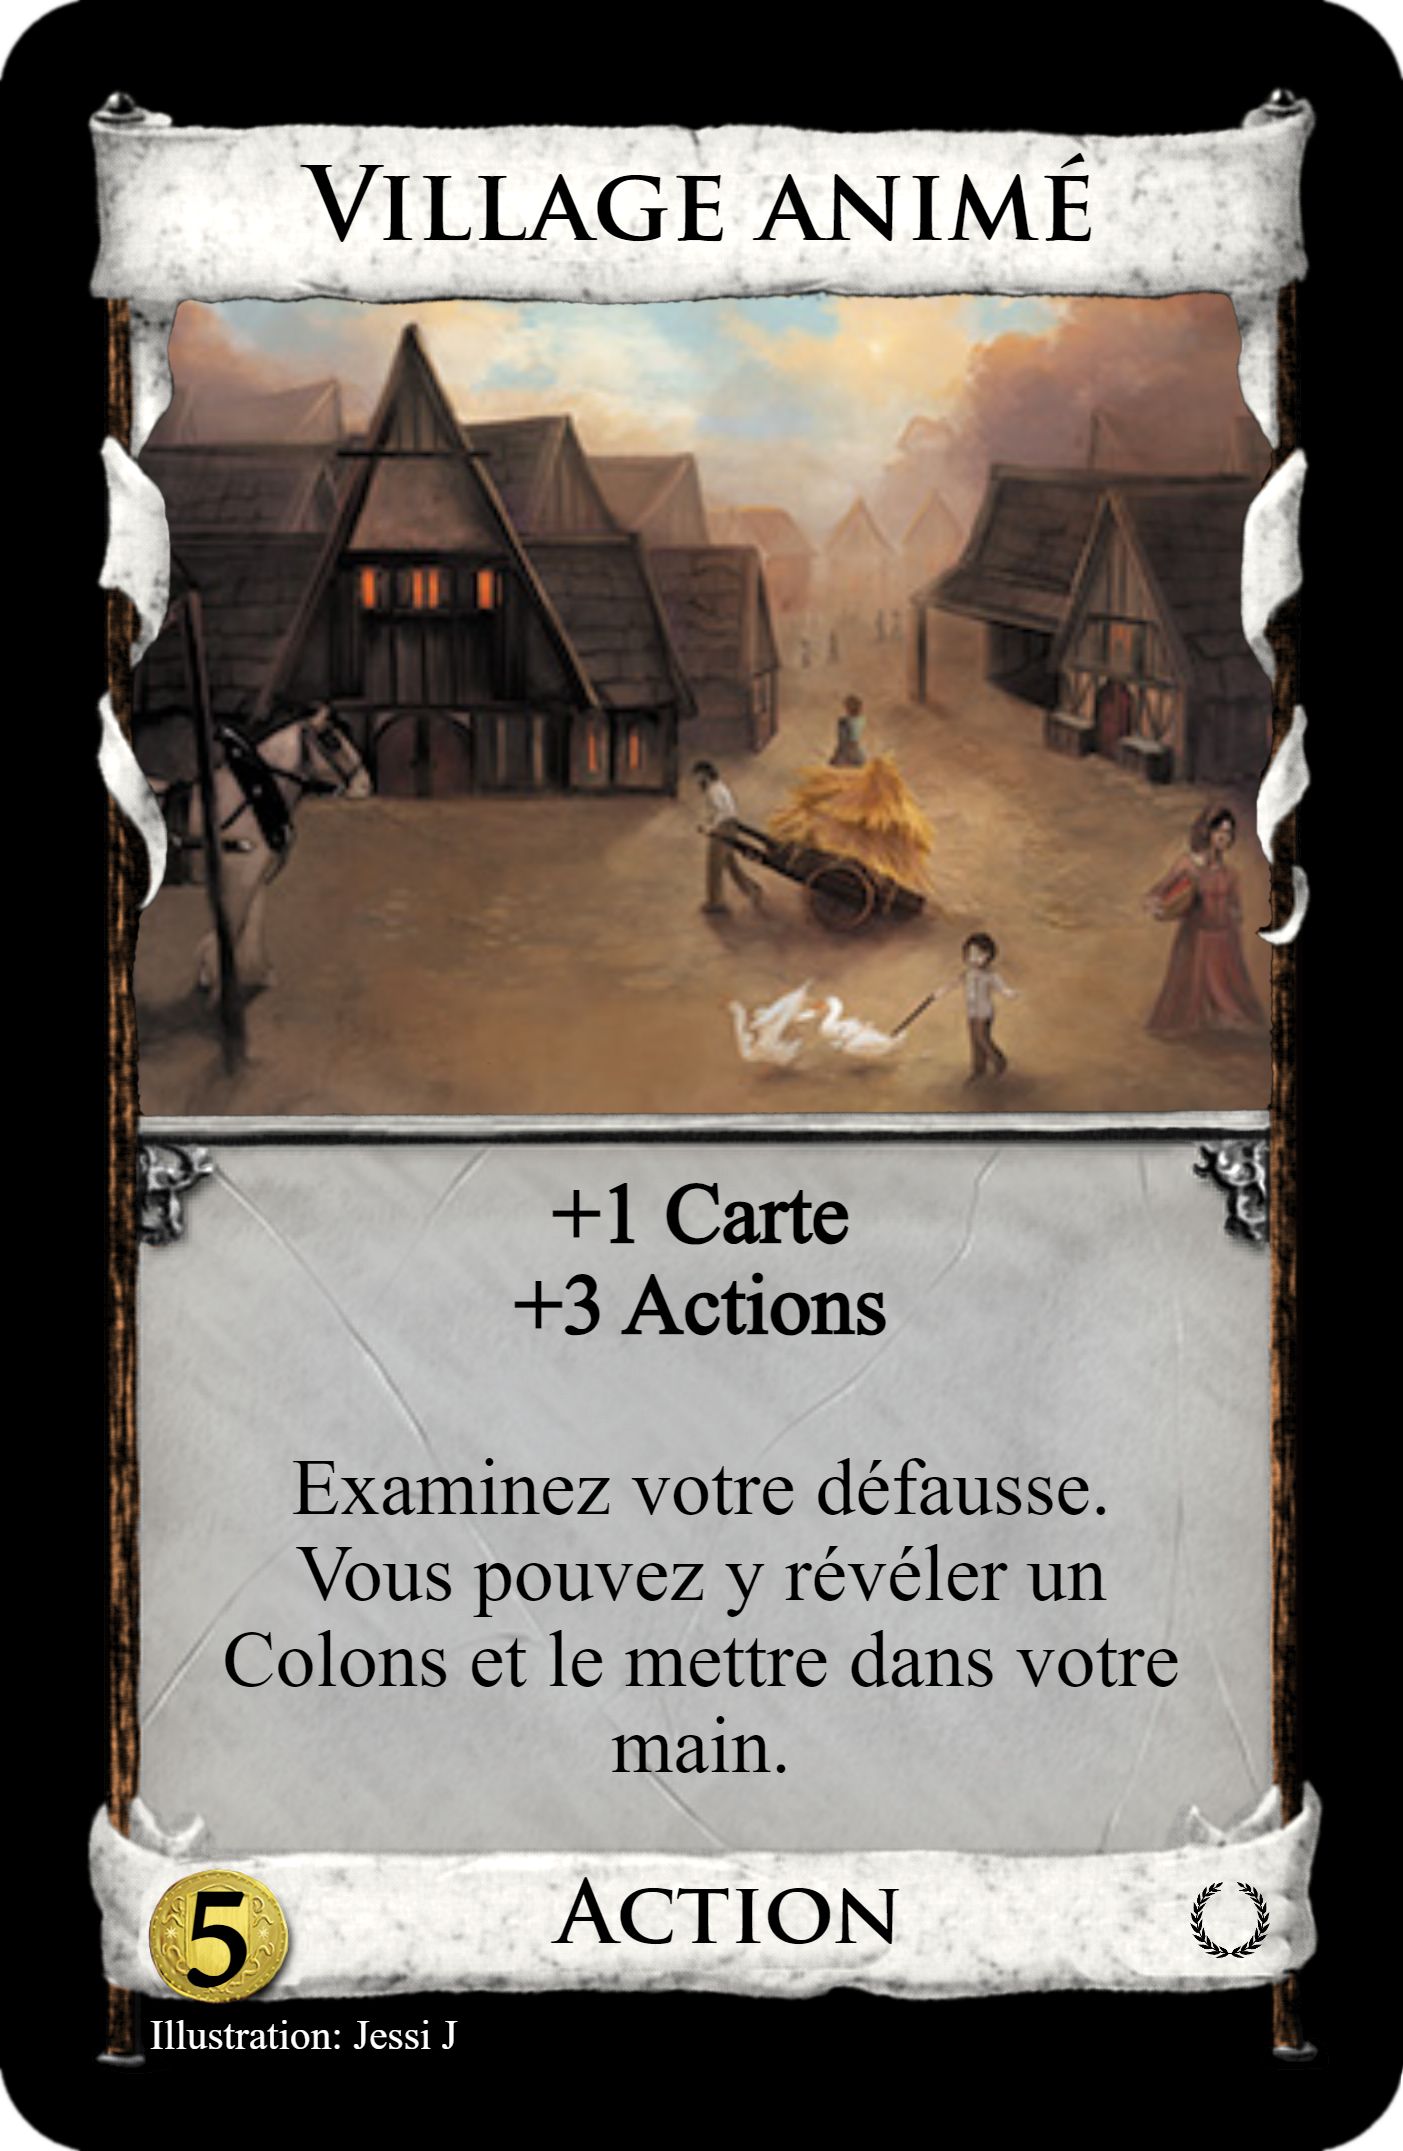 VILLAGE ANIMÉ
+1 Carte
+3 Actions
Examinez votre défausse.
Vous pouvez y révéler un
Colons et le mettre dans votre
main.
5
ACTION
Illustration: Jessi J